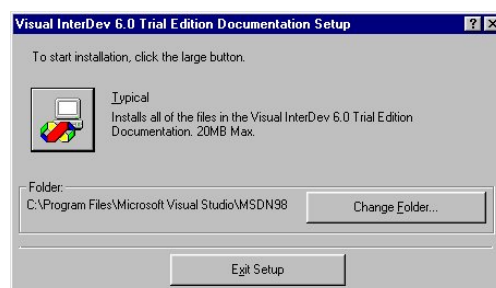 Visual InterDev 6.0 Trial Edition Documentation Setup
To start installation, click the large button.
Typical
Installs all of the files in the Visual InterDev 6.0 Trial Edition
Documentation. 20MB Max.
Folder:
C:\Program Files\Microsoft Visual Studio\MSDN98
Change Folder...
Exit Setup